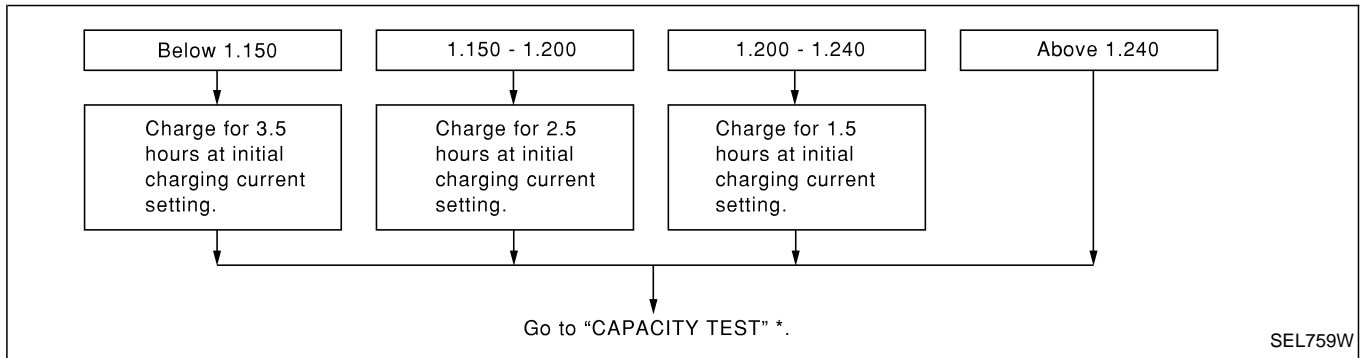 Below 1.150
1.150 - 1.200
1.200 - 1.240
Above 1.240
Charge for 3.5
hours at initial
charging current
setting.
Charge for 2.5
hours at initial
charging current
setting.
Charge for 1.5
hours at initial
charging current
setting.
Go to “CAPACITY TEST” *.
SEL759W